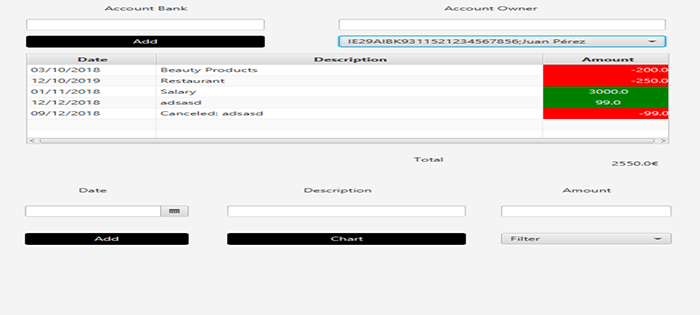 Account Bank Account Owner
Add IE29AIBK9311521234567856;Juan Pérez
Date Description Amount
03/10/2018 Beauty Products -200.0
12/10/2019 Restaurant -250.0
01/11/2018 Salary 3000.0
12/12/2018 adsasd 99.0
09/12/2018 Canceled: adsasd -99.0
Total 2550.0€
Date Description Amount
Add Chart Filter